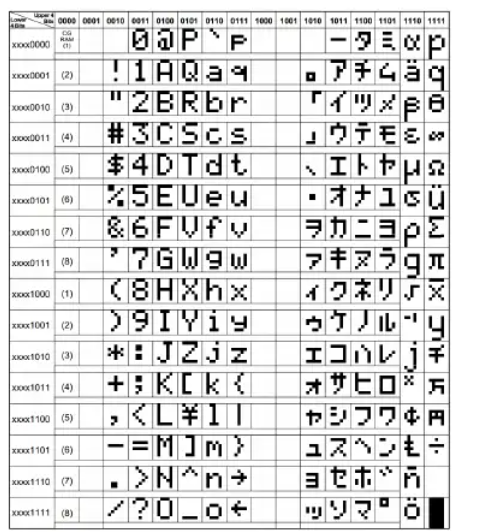 Lower 4 Bits Upper 4 Bits 0000 0001 0010 0011 0100 0101 0110 0111 1000 1001 1010 1011 1100 1101 1110 1111
xxxx0000 CG RAM (1) 0 @ P ` p ー タ ミ α p
xxxx0001 (2) ! 1 A Q a q 。 ア チ ム ä q
xxxx0010 (3) " 2 B R b r 「 イ ツ メ β θ
xxxx0011 (4) # 3 C S c s 」 ウ テ モ ε ∞
xxxx0100 (5) $ 4 D T d t 、 エ ト ヤ μ Ω
xxxx0101 (6) % 5 E U e u ・ オ ナ ユ σ ü
xxxx0110 (7) & 6 F V f v ヲ カ ニ ヨ ρ Σ
xxxx0111 (8) ' 7 G W g w ァ キ ヌ ラ g π
xxxx1000 (1) ( 8 H X h x ィ ク ネ リ √ x̄
xxxx1001 (2) ) 9 I Y i y ゥ ケ ノ ル ⁻¹ y
xxxx1010 (3) * : J Z j z ェ コ ハ レ j 千
xxxx1011 (4) + ; K [ k { ォ サ ヒ ロ ˣ 万
xxxx1100 (5) , < L ¥ l | ャ シ フ ワ ¢ 円
xxxx1101 (6) - = M ] m } ュ ス ヘ ン £ ÷
xxxx1110 (7) . > N ^ n → ョ セ ホ ゛ ñ
xxxx1111 (8) / ? O _ o ← ッ ソ マ ゜ ö █